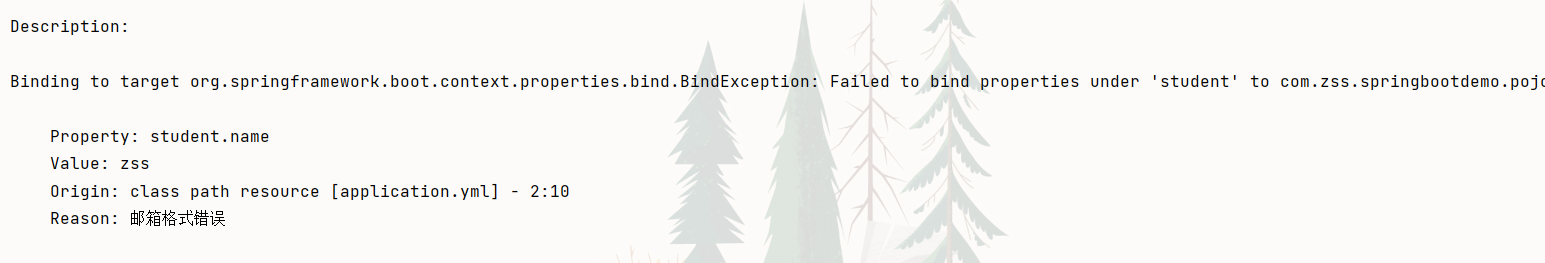 Description:
Binding to target org.springframework.boot.context.properties.bind.BindException: Failed to bind properties under 'student' to com.zss.springbootdemo.pojo
Property: student.name
Value: zss
Origin: class path resource [application.yml] - 2:10
Reason: 邮箱格式错误